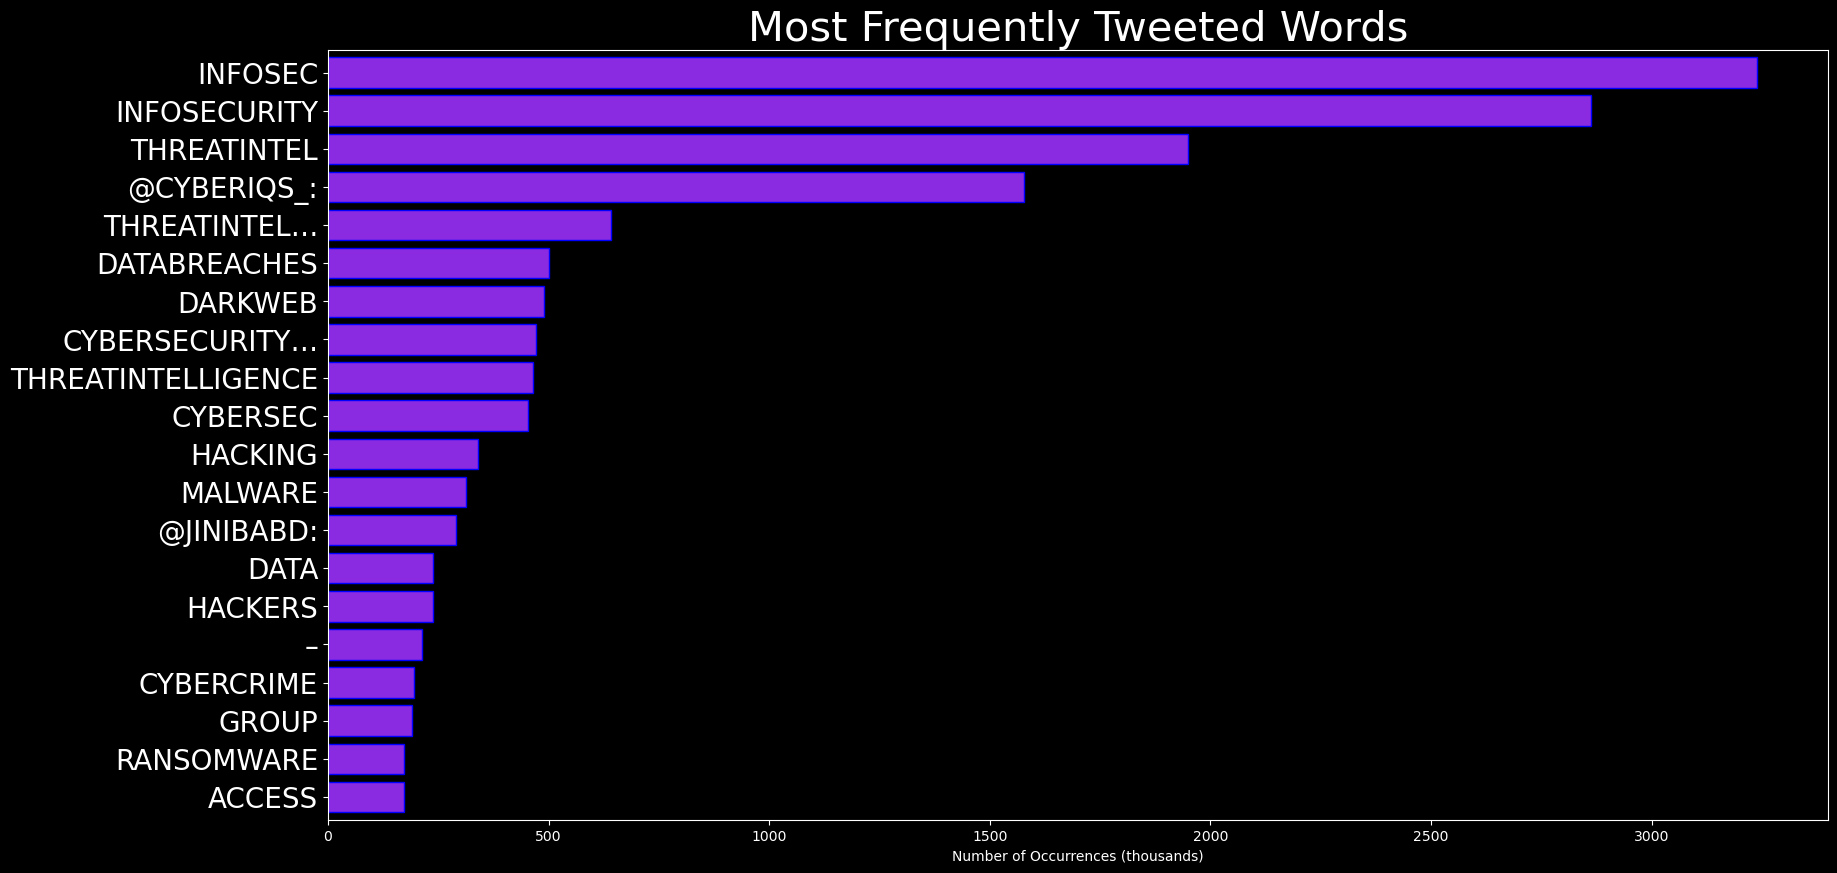 Most Frequently Tweeted Words
INFOSEC
INFOSECURITY
THREATINTEL
@CYBERIQS_:
THREATINTEL…
DATABREACHES
DARKWEB
CYBERSECURITY…
THREATINTELLIGENCE
CYBERSEC
HACKING
MALWARE
@JINIBABD:
DATA
HACKERS
–
CYBERCRIME
GROUP
RANSOMWARE
ACCESS
0 500 1000 1500 2000 2500 3000
Number of Occurrences (thousands)